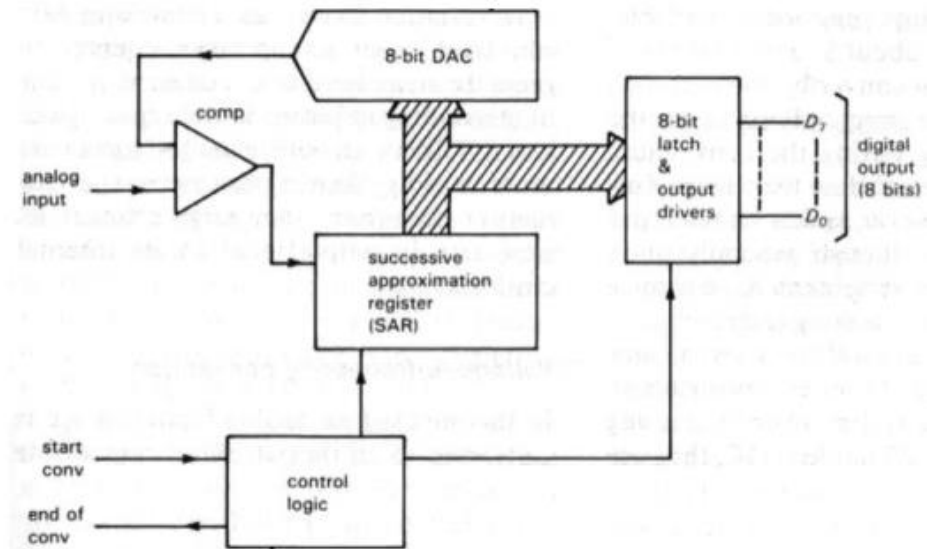 8-bit DAC
comp
analog
input
8-bit
latch
&
output
drivers
D7
D0
digital
output
(8 bits)
successive
approximation
register
(SAR)
start
conv
end of
conv
control
logic